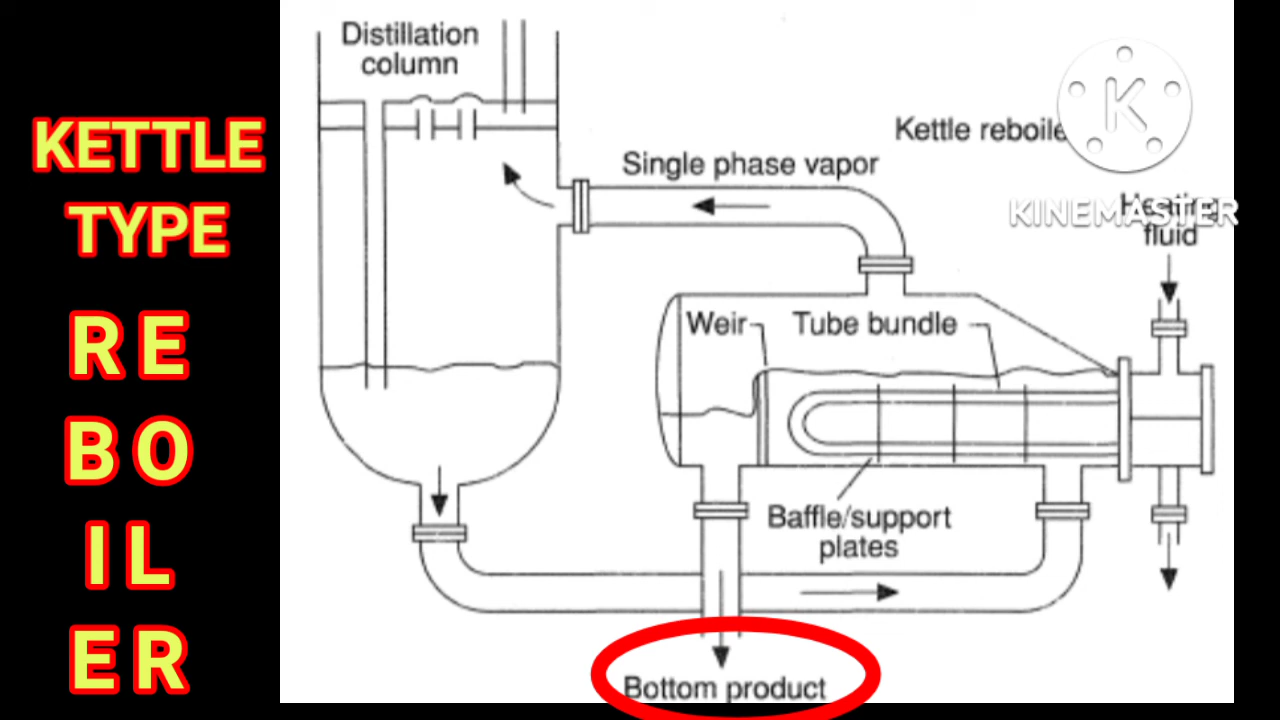 KETTLE
TYPE
RE
BO
IL
ER
Distillation
column
Single phase vapor
Kettle reboile
K
KINEMASTER
fluid
Weir
Tube bundle
Baffle/support
plates
Bottom product